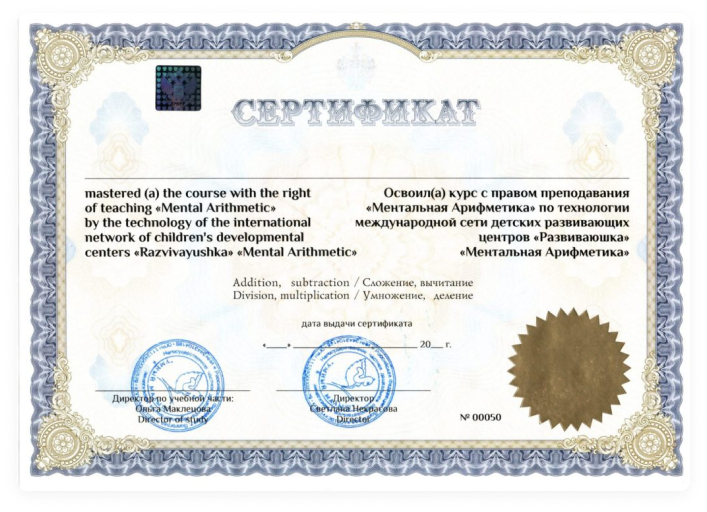 СЕРТИФИКАТ
mastered (a) the course with the right
of teaching «Mental Arithmetic»
by the technology of the international
network of children's developmental
centers «Razvivayushka» «Mental Arithmetic»
Освоил(а) курс с правом преподавания
«Ментальная Арифметика» по технологии
международной сети детских развивающих
центров «Развиваюшка»
«Ментальная Арифметика»
Addition, subtraction / Сложение, вычитание
Division, multiplication / Умножение, деление
дата выдачи сертификата
«___» ______________ 20__ г.
Директор по учебной части:
Ольга Маклецова
Director of study
Директор
Светлана Некрасова
Director
№ 00050